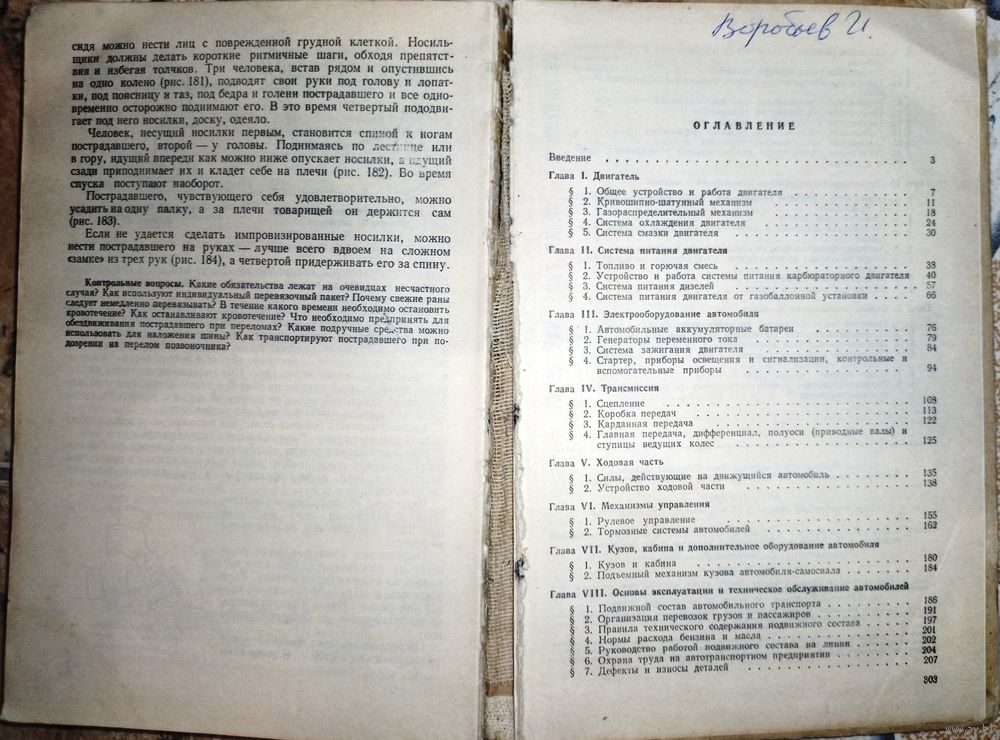 сидя можно нести лиц с поврежденной грудной клеткой. Носиль-
щики должны делать короткие ритмичные шаги, обходя препятст-
вия и избегая толчков. Три человека, встав рядом и опустившись
на одно колено (рис. 181), подводят свои руки под голову и лопат-
ки, под поясницу и таз, под бедра и голени пострадавшего и все одно-
временно осторожно поднимают его. В это время четвертый пододви-
гает под него носилки, доску, одеяло.
Человек, несущий носилки первым, становится спиной к ногам
пострадавшего, второй — у головы. Поднимаясь по лестнице или
в гору, идущий впереди как можно ниже опускает носилки, а идущий
сзади приподнимает их и кладет себе на плечи (рис. 182). Во время
спуска поступают наоборот.
Пострадавшего, чувствующего себя удовлетворительно, можно
усадить на одну палку, а за плечи товарищей он держится сам
(рис. 183).
Если не удается сделать импровизированные носилки, можно
нести пострадавшего на руках — лучше всего вдвоем на сложном
«замке» из трех рук (рис. 184), а четвертой придерживать его за спину.
Контрольные вопросы. Какие обязательства лежат на очевидцах несчастного
случая? Как используют индивидуальный перевязочный пакет? Почему свежие раны
следует немедленно перевязывать? В течение какого времени необходимо остановить
кровотечение? Как останавливают кровотечение? Что необходимо предпринять для
обездвиживания пострадавшего при переломах? Какие подручные средства можно
использовать для наложения шины? Как транспортируют пострадавшего при по-
дозрении на перелом позвоночника?
Воробьев И.
ОГЛАВЛЕНИЕ
Введение . . . 3
Глава I. Двигатель
§ 1. Общее устройство и работа двигателя . . . 7
§ 2. Кривошипно-шатунный механизм . . . 11
§ 3. Газораспределительный механизм . . . 18
§ 4. Система охлаждения двигателя . . . 24
§ 5. Система смазки двигателя . . . 30
Глава II. Система питания двигателя
§ 1. Топливо и горючая смесь . . . 38
§ 2. Устройство и работа системы питания карбюраторного двигателя 40
§ 3. Система питания дизелей . . . 57
§ 4. Система питания двигателя от газобаллонной установки . . 66
Глава III. Электрооборудование автомобиля
§ 1. Автомобильные аккумуляторные батареи . . . 76
§ 2. Генераторы переменного тока . . . 79
§ 3. Система зажигания двигателя . . . 84
§ 4. Стартер, приборы освещения и сигнализации, контрольные и
вспомогательные приборы . . . 94
Глава IV. Трансмиссия
§ 1. Сцепление . . . 108
§ 2. Коробка передач . . . 113
§ 3. Карданная передача . . . 122
§ 4. Главная передача, дифференциал, полуоси (приводные валы) и
ступицы ведущих колес . . . 125
Глава V. Ходовая часть
§ 1. Силы, действующие на движущийся автомобиль . . . 135
§ 2. Устройство ходовой части . . . 138
Глава VI. Механизмы управления
§ 1. Рулевое управление . . . 155
§ 2. Тормозные системы автомобилей . . . 162
Глава VII. Кузов, кабина и дополнительное оборудование автомобиля
§ 1. Кузов и кабина . . . 180
§ 2. Подъемный механизм кузова автомобиля-самосвала . . . 184
Глава VIII. Основы эксплуатации и техническое обслуживание автомобилей
§ 1. Подвижной состав автомобильного транспорта . . . 186
§ 2. Организация перевозок грузов и пассажиров . . . 191
§ 3. Правила технического содержания подвижного состава . . . 197
§ 4. Нормы расхода бензина и масла . . . 201
§ 5. Руководство работой подвижного состава на линии . . . 202
§ 6. Охрана труда на автотранспортном предприятии . . . 204
§ 7. Дефекты и износы деталей . . . 207
303
www.ay.by